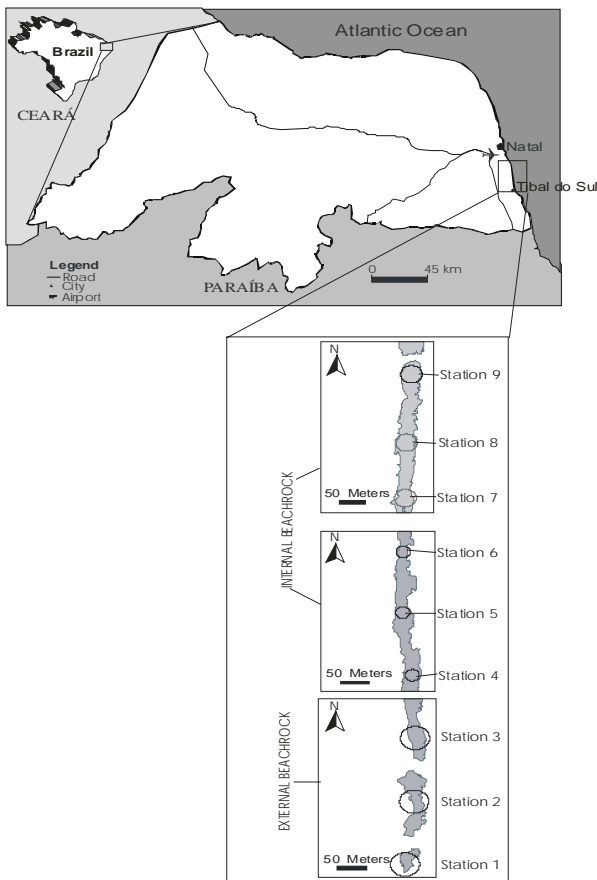 Atlantic Ocean
Brazil
CEARÁ
Natal
Tibal do Sul
Legend
Road
City
Airport
PARAÍBA
0 45 km
N
Station 9
Station 8
50 Meters
Station 7
INTERNAL BEACHROCK
N
Station 6
Station 5
50 Meters
Station 4
N
Station 3
EXTERNAL BEACHROCK
Station 2
50 Meters
Station 1